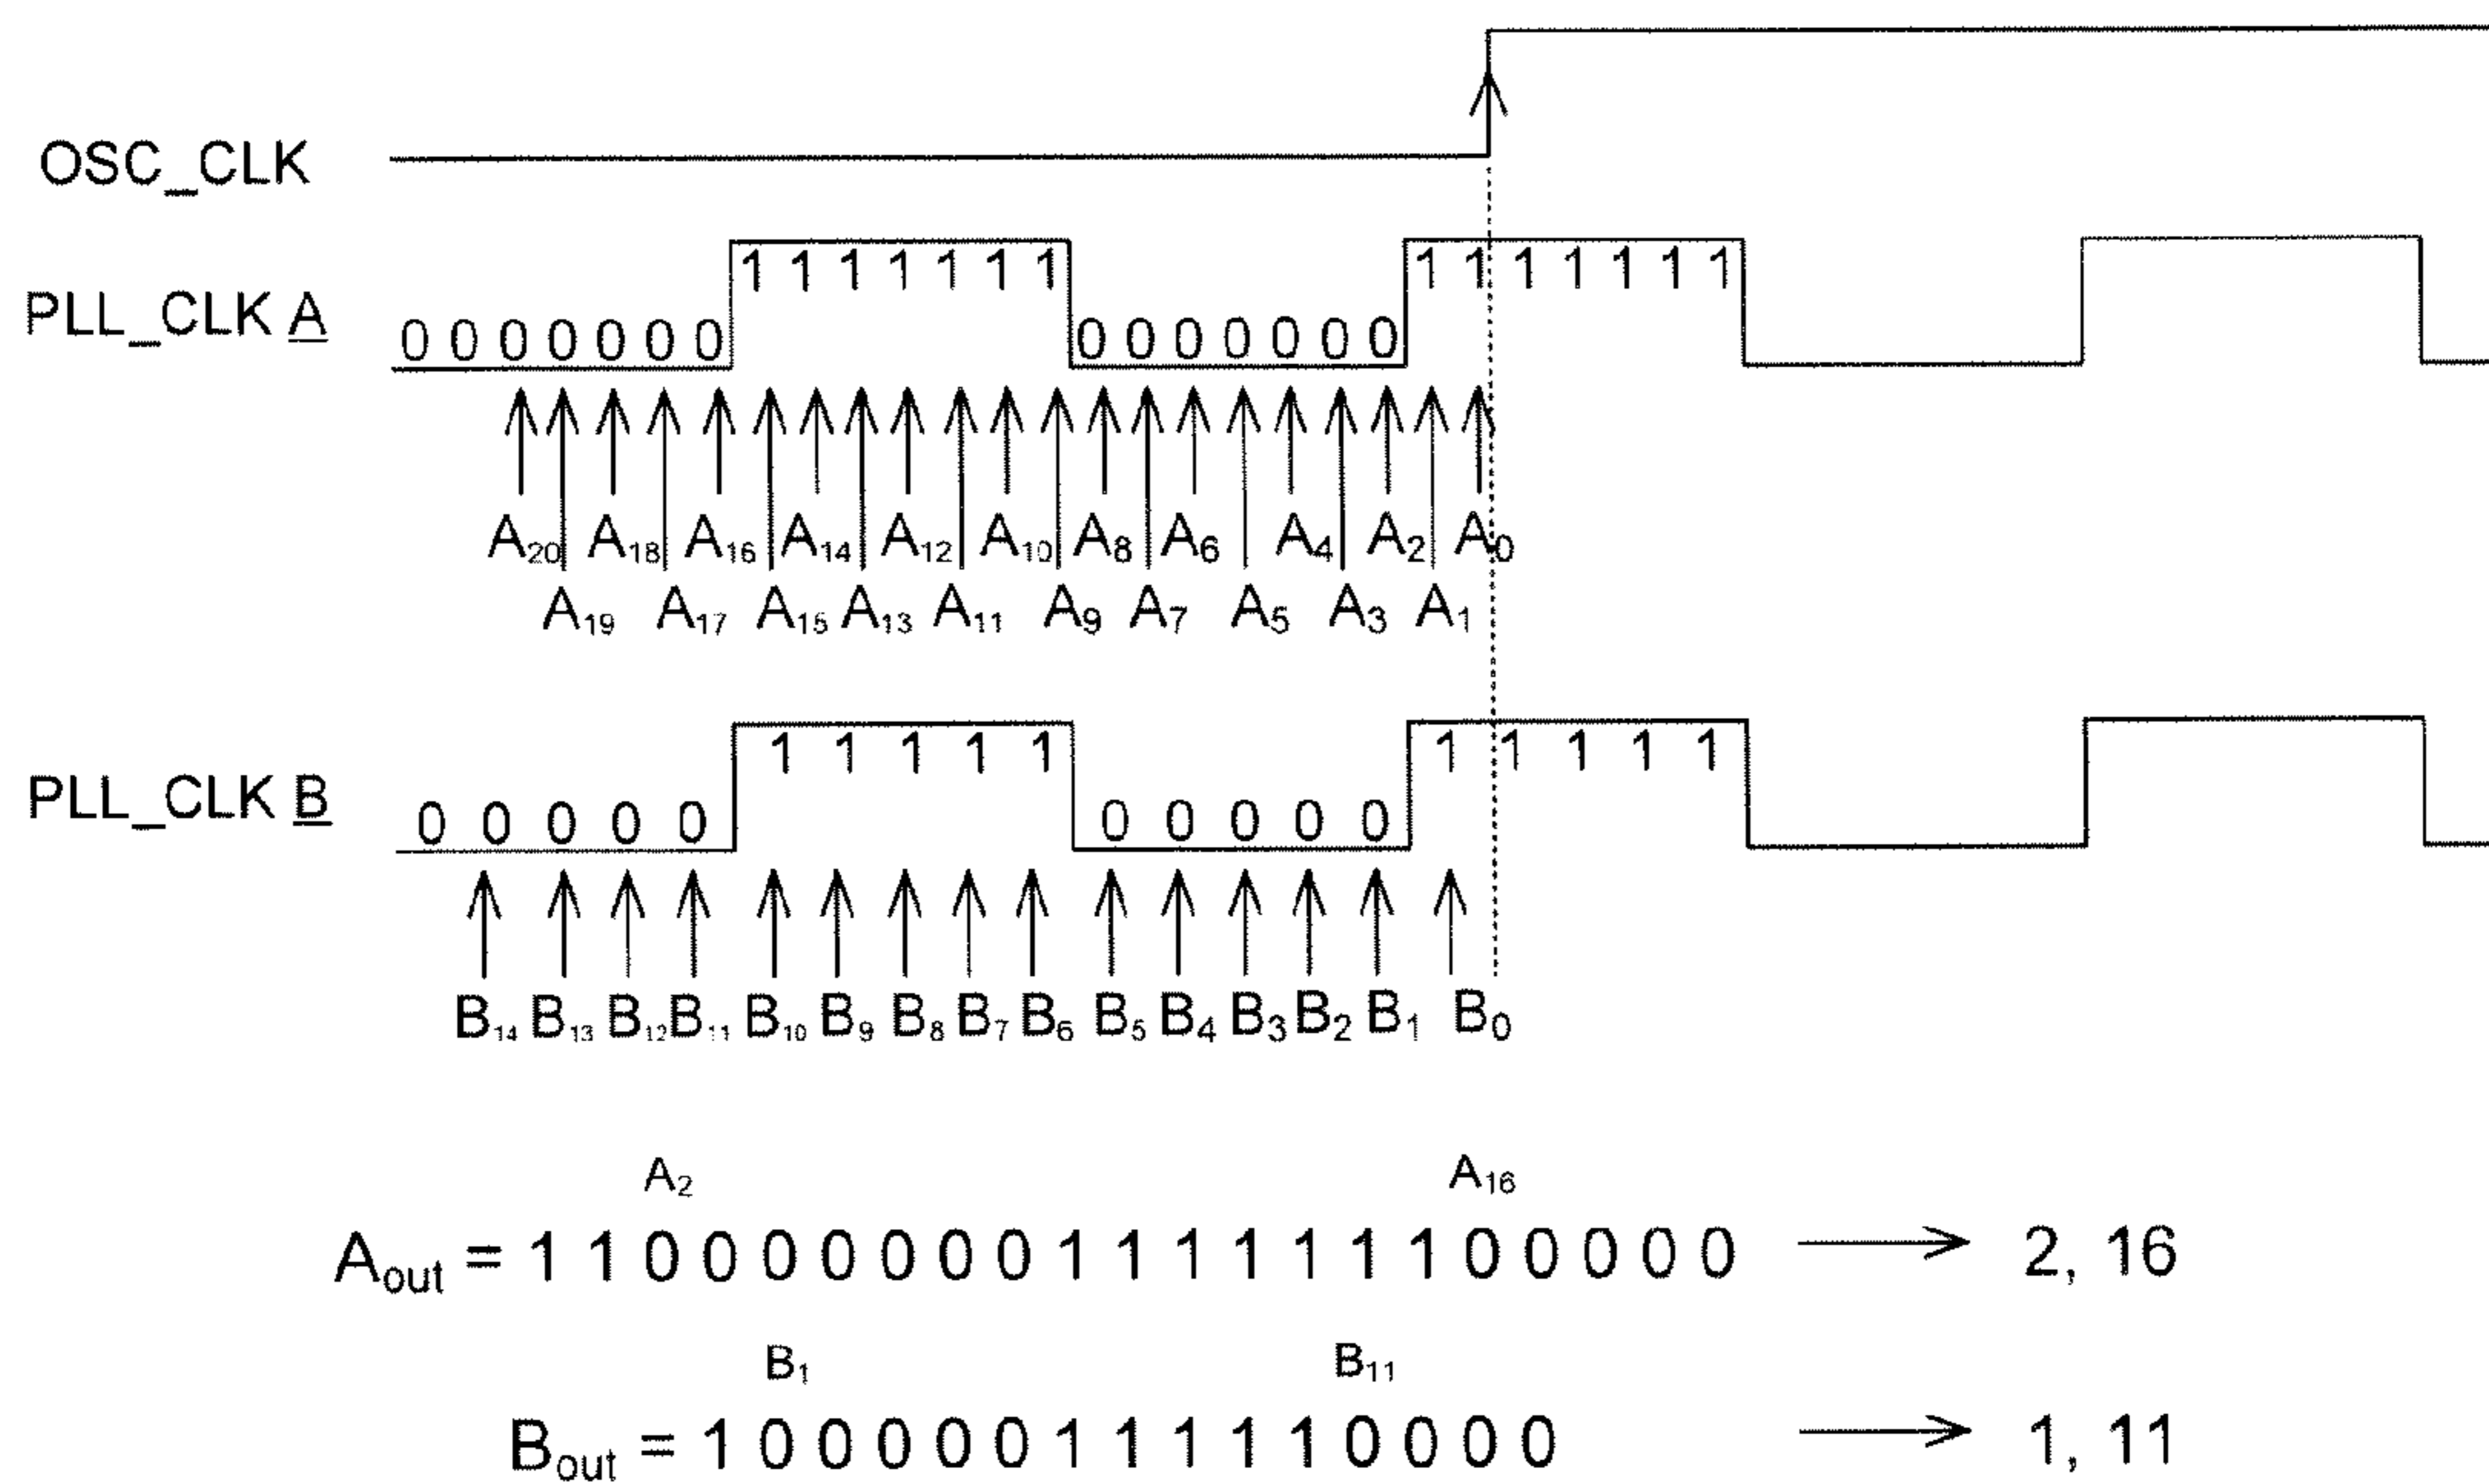 OSC_CLK
1 1 1 1 1 1 1 1 1 1 1 1 1 1
PLL_CLK A
0 0 0 0 0 0 0 0 0 0 0 0 0 0
A20 A18 A16 A14 A12 A10 A8 A6 A4 A2 A0
A19 A17 A15 A13 A11 A9 A7 A5 A3 A1
1 1 1 1 1 1 1 1 1 1
PLL_CLK B
0 0 0 0 0 0 0 0 0 0
B14 B13 B12 B11 B10 B9 B8 B7 B6 B5 B4 B3 B2 B1 B0
A2 A16
Aout = 1 1 0 0 0 0 0 0 0 1 1 1 1 1 1 1 0 0 0 0 0 2, 16
B1 B11
Bout = 1 0 0 0 0 0 1 1 1 1 1 0 0 0 0 1, 11